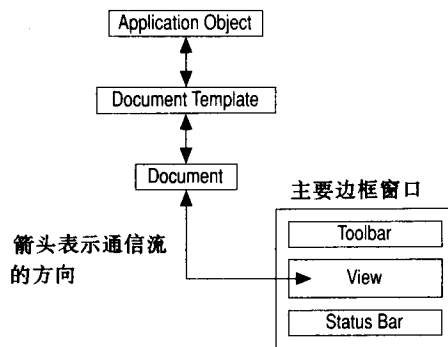 Application Object
Document Template
Document
主要边框窗口
Toolbar
箭头表示通信流
的方向
View
Status Bar